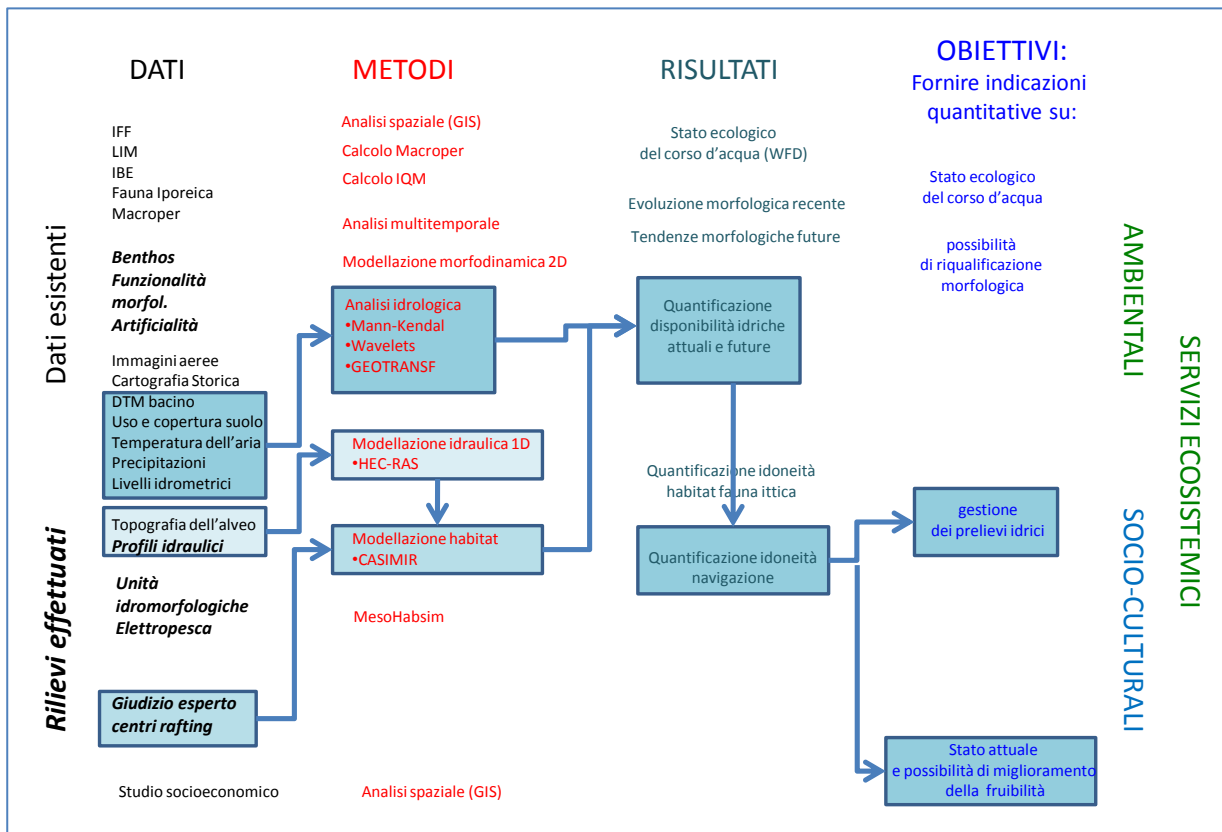 DATI
METODI
RISULTATI
OBIETTIVI:
Fornire indicazioni
quantitative su:
Dati esistenti
Rilievi effettuati
IFF
LIM
IBE
Fauna Iporeica
Macroper
Benthos
Funzionalità
morfol.
Artificialità
Immagini aeree
Cartografia Storica
DTM bacino
Uso e copertura suolo
Temperatura dell'aria
Precipitazioni
Livelli idrometrici
Topografia dell'alveo
Profili idraulici
Unità
idromorfologiche
Elettropesca
Giudizio esperto
centri rafting
Studio socioeconomico
Analisi spaziale (GIS)
Calcolo Macroper
Calcolo IQM
Analisi multitemporale
Modellazione morfodinamica 2D
Analisi idrologica
•Mann-Kendal
•Wavelets
•GEOTRANSF
Modellazione idraulica 1D
•HEC-RAS
Modellazione habitat
•CASIMIR
MesoHabsim
Analisi spaziale (GIS)
Stato ecologico
del corso d'acqua (WFD)
Evoluzione morfologica recente
Tendenze morfologiche future
Quantificazione
disponibilità idriche
attuali e future
Quantificazione idoneità
habitat fauna ittica
Quantificazione idoneità
navigazione
Stato ecologico
del corso d'acqua
possibilità
di riqualificazione
morfologica
gestione
dei prelievi idrici
Stato attuale
e possibilità di miglioramento
della fruibilità
AMBIENTALI
SOCIO-CULTURALI
SERVIZI ECOSISTEMICI